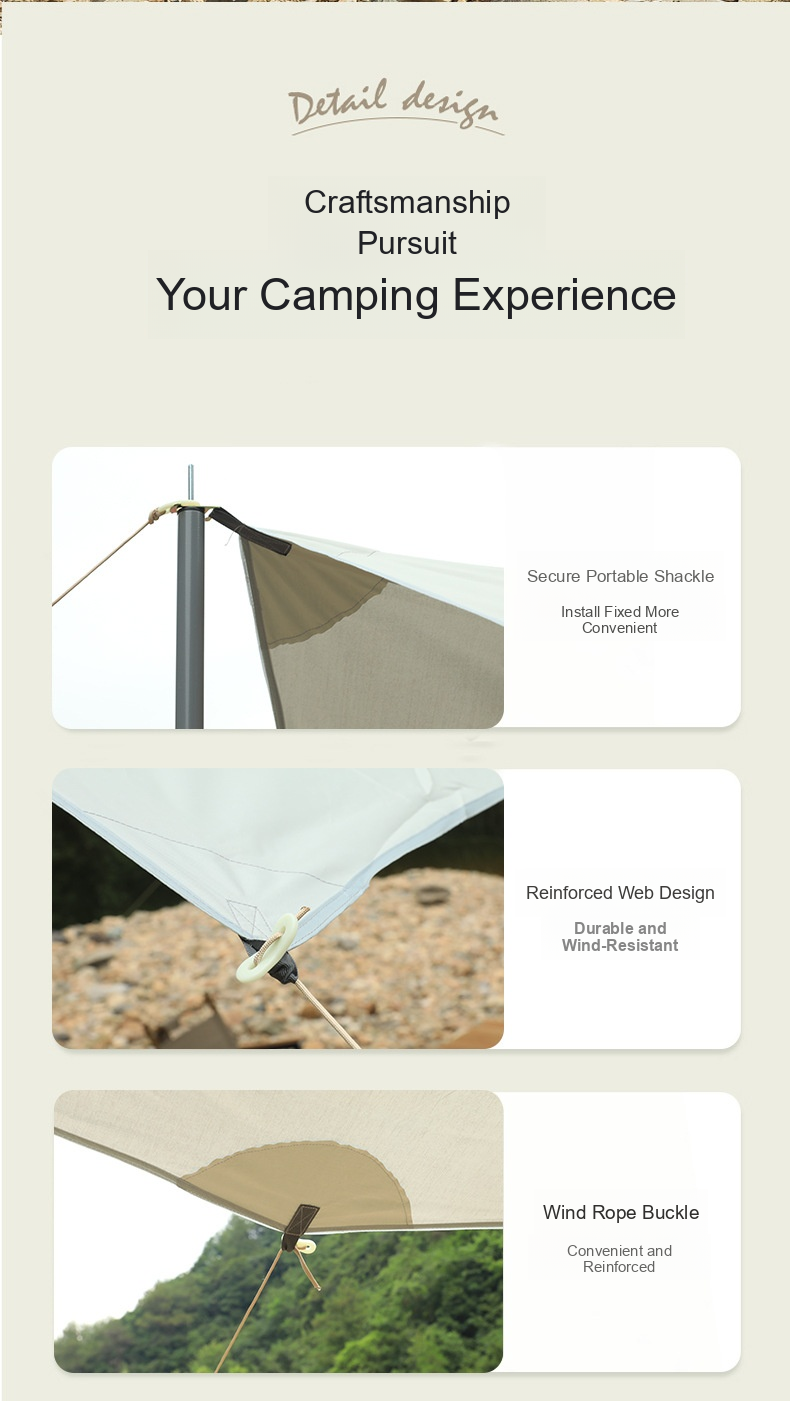 Detail design
Craftsmanship
Pursuit
Your Camping Experience
Secure Portable Shackle
Install Fixed More
Convenient
Reinforced Web Design
Durable and
Wind-Resistant
Wind Rope Buckle
Convenient and
Reinforced